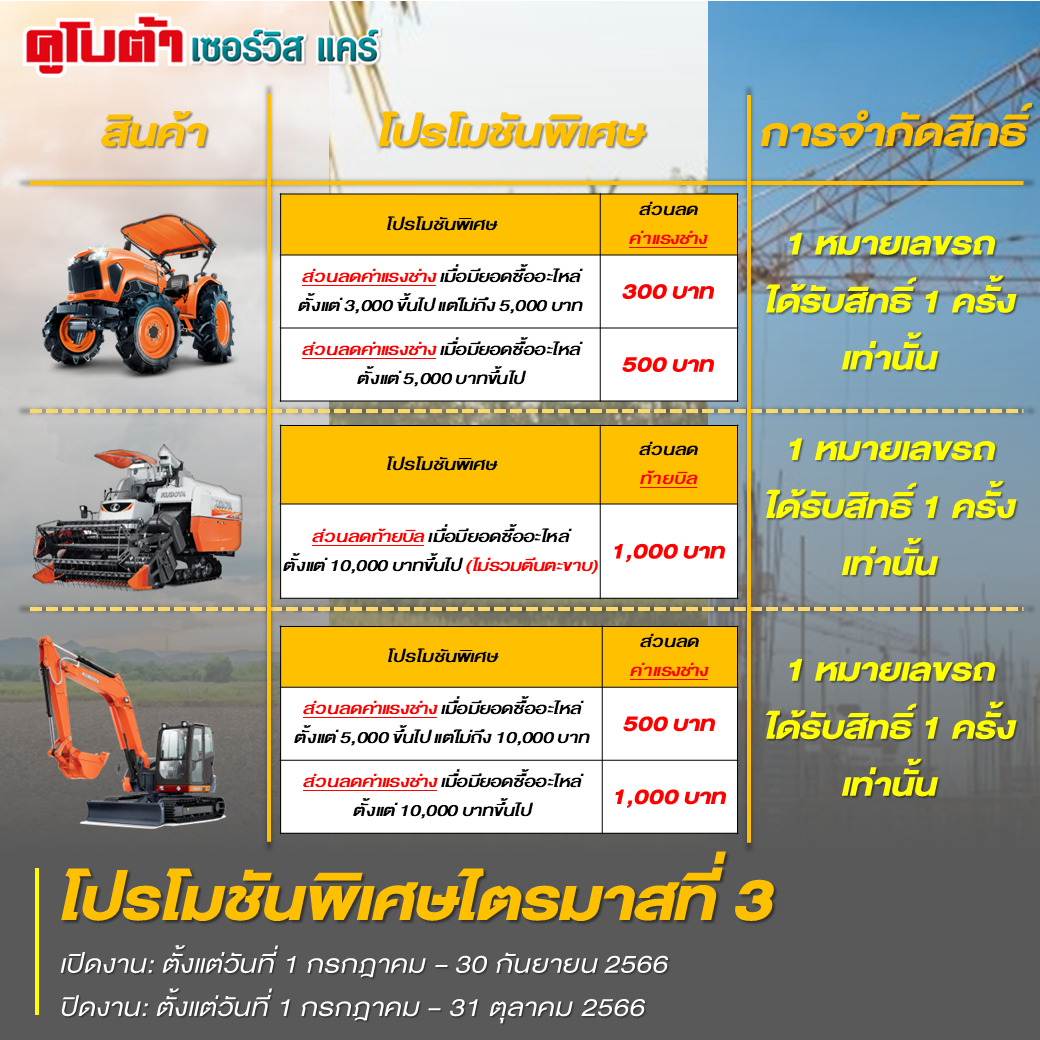 คูโบต้า เซอร์วิส แคร์
สินค้า
โปรโมชันพิเศษ
การจำกัดสิทธิ์
โปรโมชันพิเศษ
ส่วนลด
ค่าแรงช่าง
ส่วนลดค่าแรงช่าง เมื่อมียอดซื้ออะไหล่
ตั้งแต่ 3,000 ขึ้นไป แต่ไม่ถึง 5,000 บาท
300 บาท
ส่วนลดค่าแรงช่าง เมื่อมียอดซื้ออะไหล่
ตั้งแต่ 5,000 บาทขึ้นไป
500 บาท
1 หมายเลขรถ
ได้รับสิทธิ์ 1 ครั้ง
เท่านั้น
KUBOTA
โปรโมชันพิเศษ
ส่วนลด
ท้ายบิล
ส่วนลดท้ายบิล เมื่อมียอดซื้ออะไหล่
ตั้งแต่ 10,000 บาทขึ้นไป (ไม่รวมตีนตะขาบ)
1,000 บาท
1 หมายเลขรถ
ได้รับสิทธิ์ 1 ครั้ง
เท่านั้น
โปรโมชันพิเศษ
ส่วนลด
ค่าแรงช่าง
ส่วนลดค่าแรงช่าง เมื่อมียอดซื้ออะไหล่
ตั้งแต่ 5,000 ขึ้นไป แต่ไม่ถึง 10,000 บาท
500 บาท
ส่วนลดค่าแรงช่าง เมื่อมียอดซื้ออะไหล่
ตั้งแต่ 10,000 บาทขึ้นไป
1,000 บาท
1 หมายเลขรถ
ได้รับสิทธิ์ 1 ครั้ง
เท่านั้น
โปรโมชันพิเศษไตรมาสที่ 3
เปิดงาน: ตั้งแต่วันที่ 1 กรกฎาคม – 30 กันยายน 2566
ปิดงาน: ตั้งแต่วันที่ 1 กรกฎาคม – 31 ตุลาคม 2566